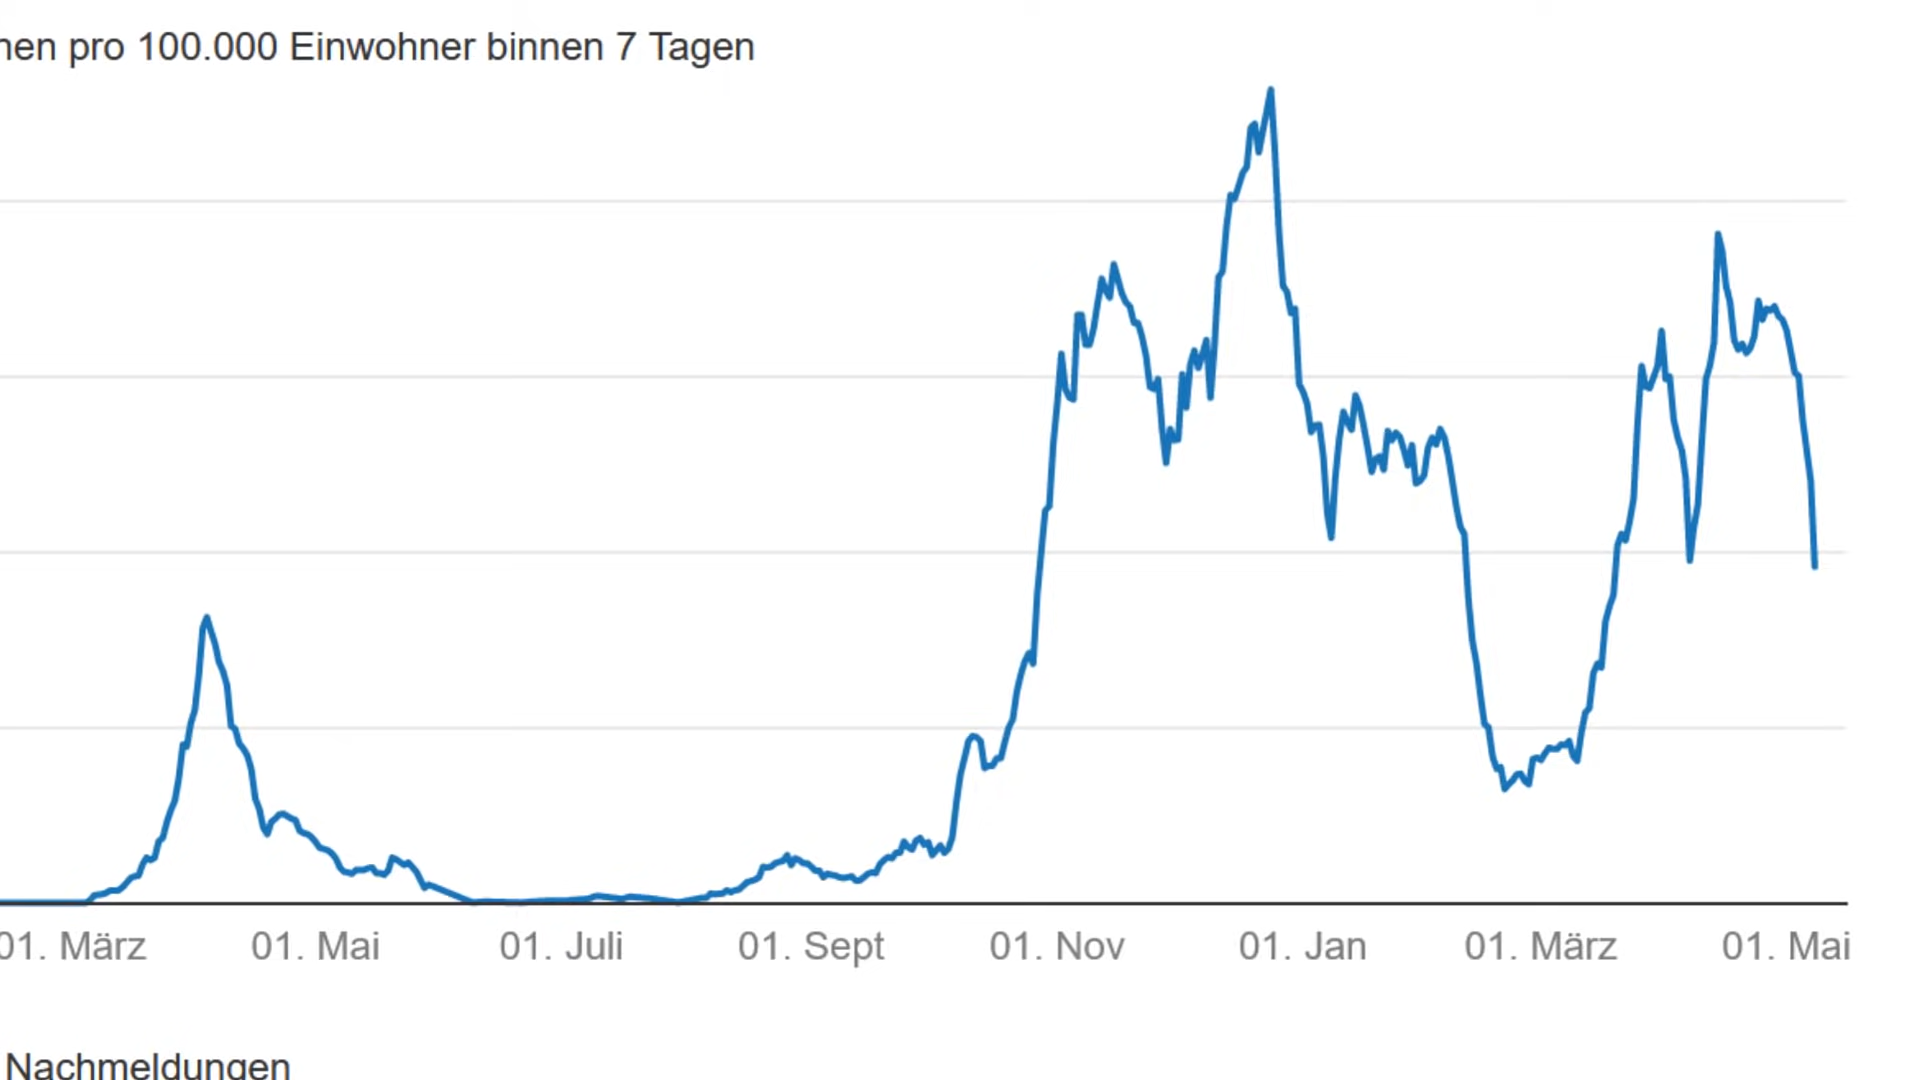 pro 100.000 Einwohner binnen 7 Tagen
01. März 01. Mai 01. Juli 01. Sept 01. Nov 01. Jan 01. März 01. Mai
Nachmeldungen